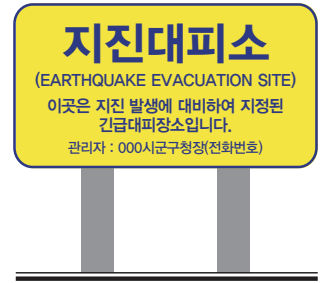 지진대피소
(EARTHQUAKE EVACUATION SITE)
이곳은 지진 발생에 대비하여 지정된
긴급대피장소입니다.
관리자 : 000시군구청장(전화번호)